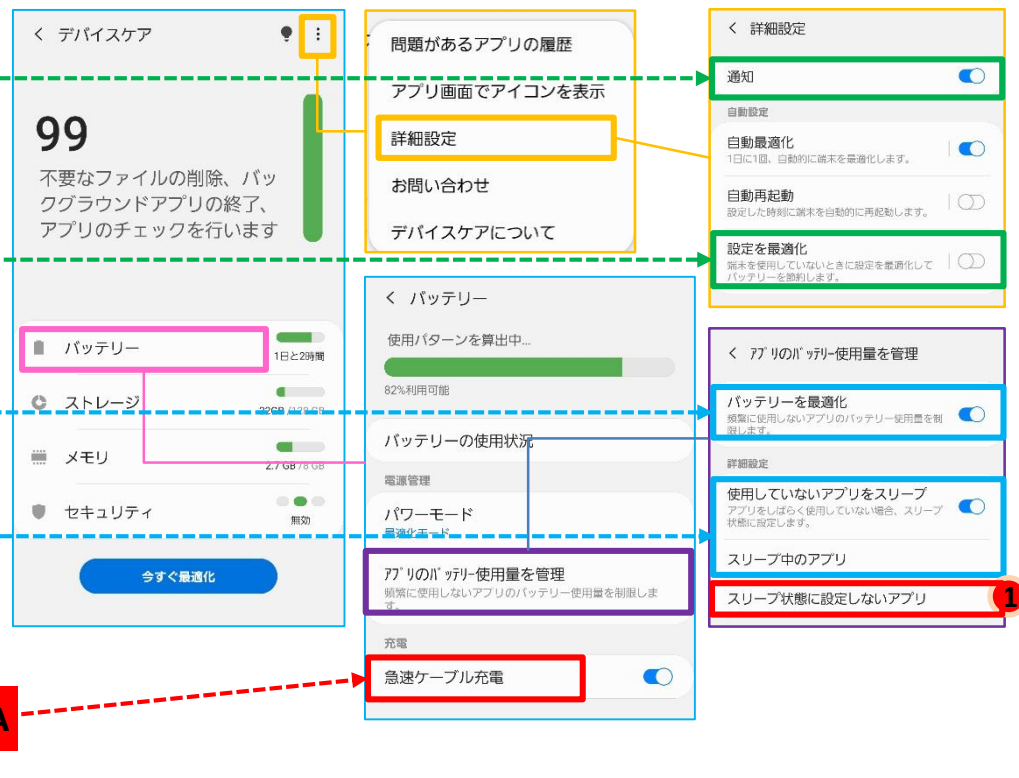 デバイスケア
99
不要なファイルの削除、バッ
クグラウンドアプリの終了、
アプリのチェックを行います
バッテリー
1日と2時間
ストレージ
メモリ
2.7 GB /8 GB
セキュリティ
無効
今すぐ最適化
A
問題があるアプリの履歴
アプリ画面でアイコンを表示
詳細設定
お問い合わせ
デバイスケアについて
バッテリー
使用パターンを算出中...
82%利用可能
バッテリーの使用状況
電源管理
パワーモード
最適化モード
ｱﾌﾟﾘのﾊﾞｯﾃﾘｰ使用量を管理
頻繁に使用しないアプリのバッテリー使用量を制限しま
す。
充電
急速ケーブル充電
詳細設定
通知
自動設定
自動最適化
1日に1回、自動的に端末を最適化します。
自動再起動
設定した時刻に端末を自動的に再起動します。
設定を最適化
端末を使用していないときに設定を最適化して
バッテリーを節約します。
ｱﾌﾟﾘのﾊﾞｯﾃﾘｰ使用量を管理
バッテリーを最適化
頻繁に使用しないアプリのバッテリー使用量を制
限します。
詳細設定
使用していないアプリをスリープ
アプリをしばらく使用していない場合、スリープ
状態に設定します。
スリープ中のアプリ
スリープ状態に設定しないアプリ
1